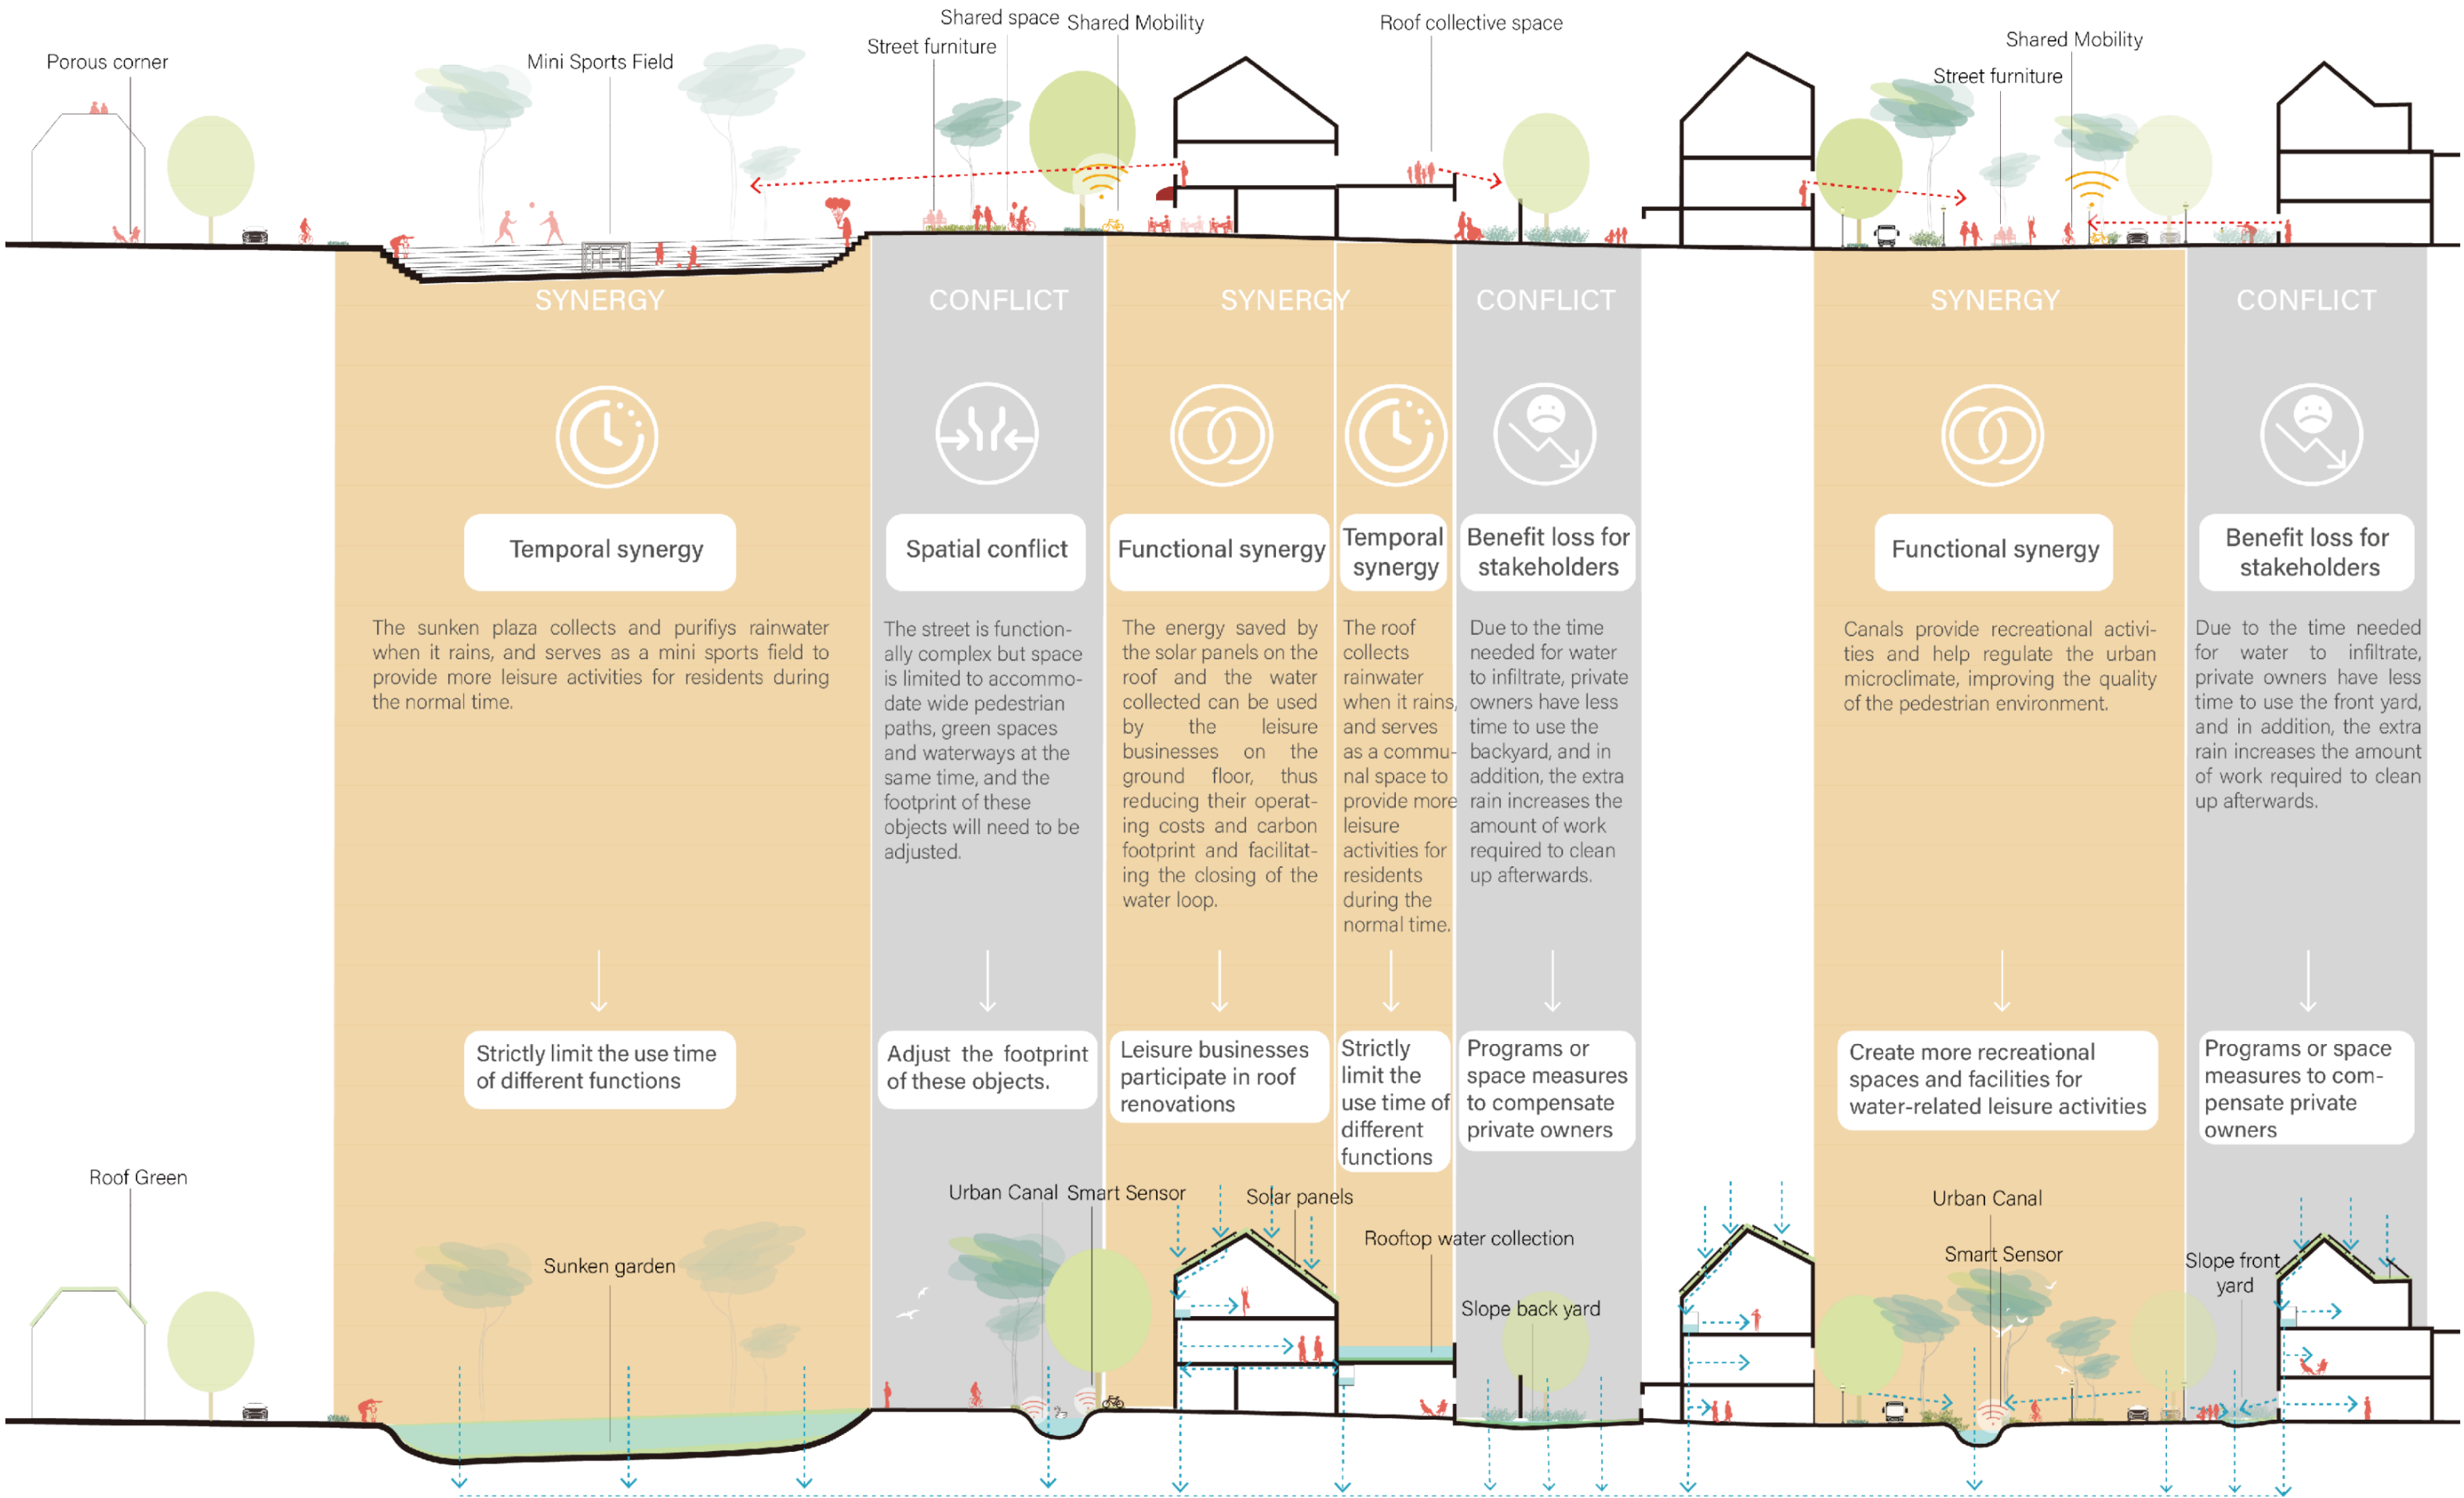 Porous corner
Mini Sports Field
Street furniture
Shared space
Shared Mobility
Roof collective space
Street furniture
Shared Mobility
SYNERGY
CONFLICT
SYNERGY
CONFLICT
SYNERGY
CONFLICT
Temporal synergy
The sunken plaza collects and purifiys rainwater
when it rains, and serves as a mini sports field to
provide more leisure activities for residents during
the normal time.
Strictly limit the use time
of different functions
Spatial conflict
The street is function-
ally complex but space
is limited to accommo-
date wide pedestrian
paths, green spaces
and waterways at the
same time, and the
footprint of these
objects will need to be
adjusted.
Adjust the footprint
of these objects.
Functional synergy
The energy saved by
the solar panels on the
roof and the water
collected can be used
by the leisure
businesses on the
ground floor, thus
reducing their operat-
ing costs and carbon
footprint and facilitat-
ing the closing of the
water loop.
Leisure businesses
participate in roof
renovations
Temporal
synergy
The roof
collects
rainwater
when it rains,
and serves
as a commu-
nal space to
provide more
leisure
activities for
residents
during the
normal time.
Strictly
limit the
use time of
different
functions
Benefit loss for
stakeholders
Due to the time
needed for water
to infiltrate, private
owners have less
time to use the
backyard, and in
addition, the extra
rain increases the
amount of work
required to clean
up afterwards.
Programs or
space measures
to compensate
private owners
Functional synergy
Canals provide recreational activi-
ties and help regulate the urban
microclimate, improving the quality
of the pedestrian environment.
Create more recreational
spaces and facilities for
water-related leisure activities
Benefit loss for
stakeholders
Due to the time needed
for water to infiltrate,
private owners have less
time to use the front yard,
and in addition, the extra
rain increases the amount
of work required to clean
up afterwards.
Programs or space
measures to com-
pensate private
owners
Roof Green
Sunken garden
Urban Canal
Smart Sensor
Solar panels
Rooftop water collection
Slope back yard
Urban Canal
Smart Sensor
Slope front
yard